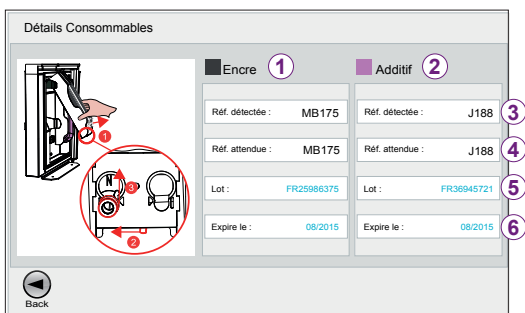 Détails Consommables
Encre 1 Additif 2
Réf. détectée : MB175 Réf. détectée : J188 3
Réf. attendue : MB175 Réf. attendue : J188 4
Lot : FR25986375 Lot : FR36945721 5
Expire le : 08/2015 Expire le : 08/2015 6
1
N
3
2
Back